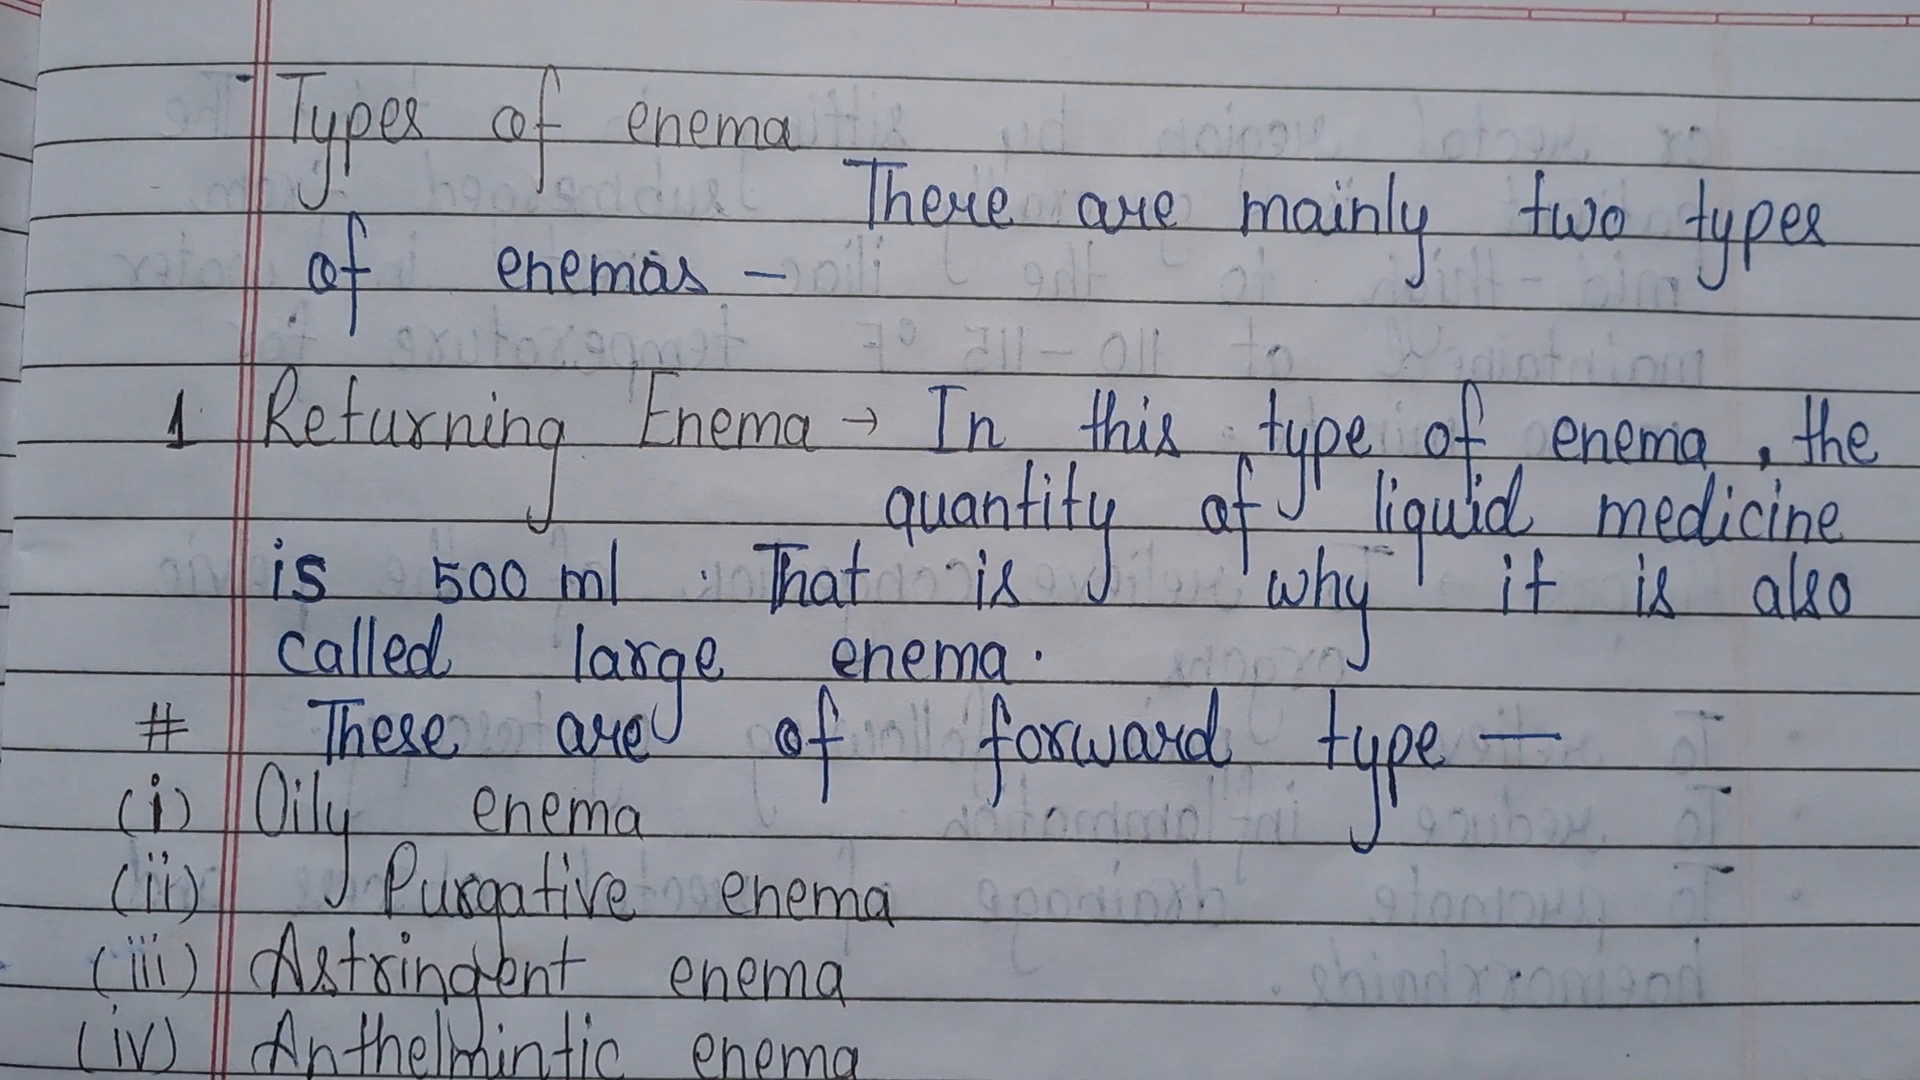 Types of enema
There are mainly two types
of enemas -
1 Returning Enema → In this type of enema, the
quantity of liquid medicine
is 500 ml. That is why it is also
called large enema.
# These are of forward type -
(i) Oily enema
(ii) Purgative enema
(iii) Astringent enema
(iv) Anthelmintic enema